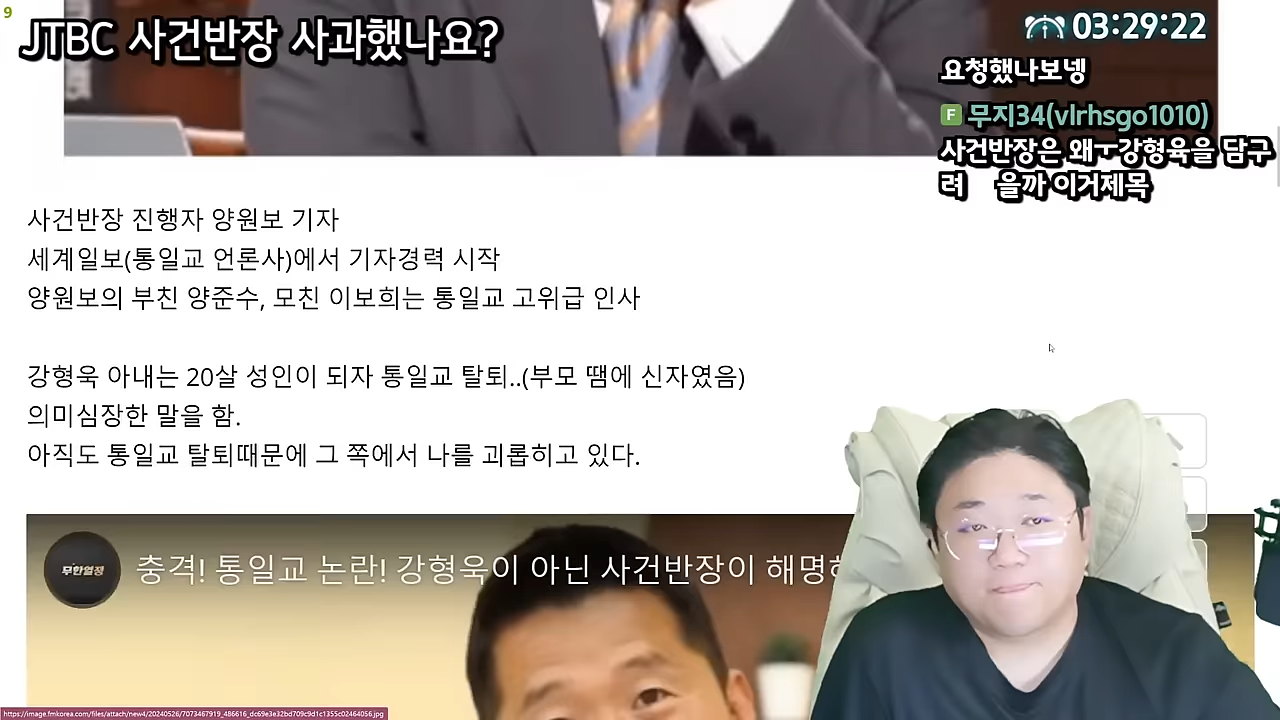 9
JTBC 사건반장 사과했나요?
03:29:22
요청했나보넹
F 무지34(vlrhsgo1010)
사건반장은 왜ㅜ강형욱을 담구
려 을까 이거제목
사건반장 진행자 양원보 기자
세계일보(통일교 언론사)에서 기자경력 시작
양원보의 부친 양준수, 모친 이보희는 통일교 고위급 인사
강형욱 아내는 20살 성인이 되자 통일교 탈퇴..(부모 땜에 신자였음)
의미심장한 말을 함.
아직도 통일교 탈퇴때문에 그 쪽에서 나를 괴롭히고 있다.
무한열정
충격! 통일교 논란! 강형욱이 아닌 사건반장이 해명
https://image.fmkorea.com/files/attach/new4/20240526/7073467919_486616_dc69e3e32bd709c9d1c1355c02464056.jpg